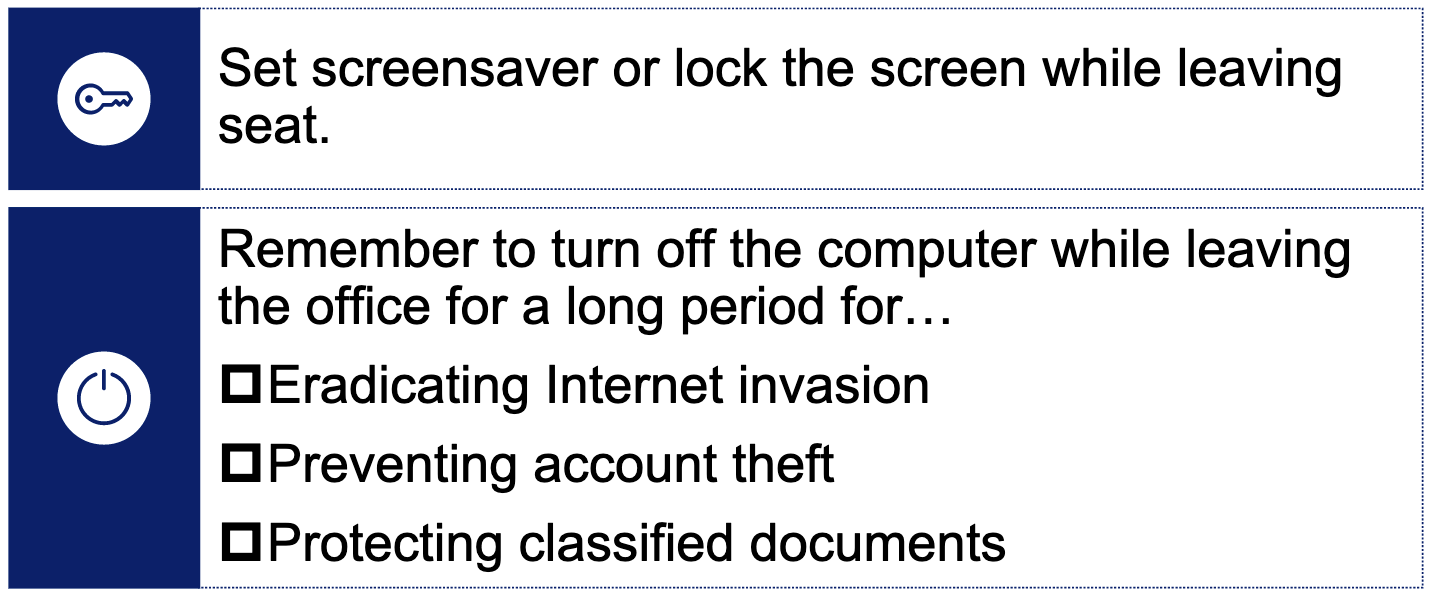 Set screensaver or lock the screen while leaving
seat.
Remember to turn off the computer while leaving
the office for a long period for…
Eradicating Internet invasion
Preventing account theft
Protecting classified documents